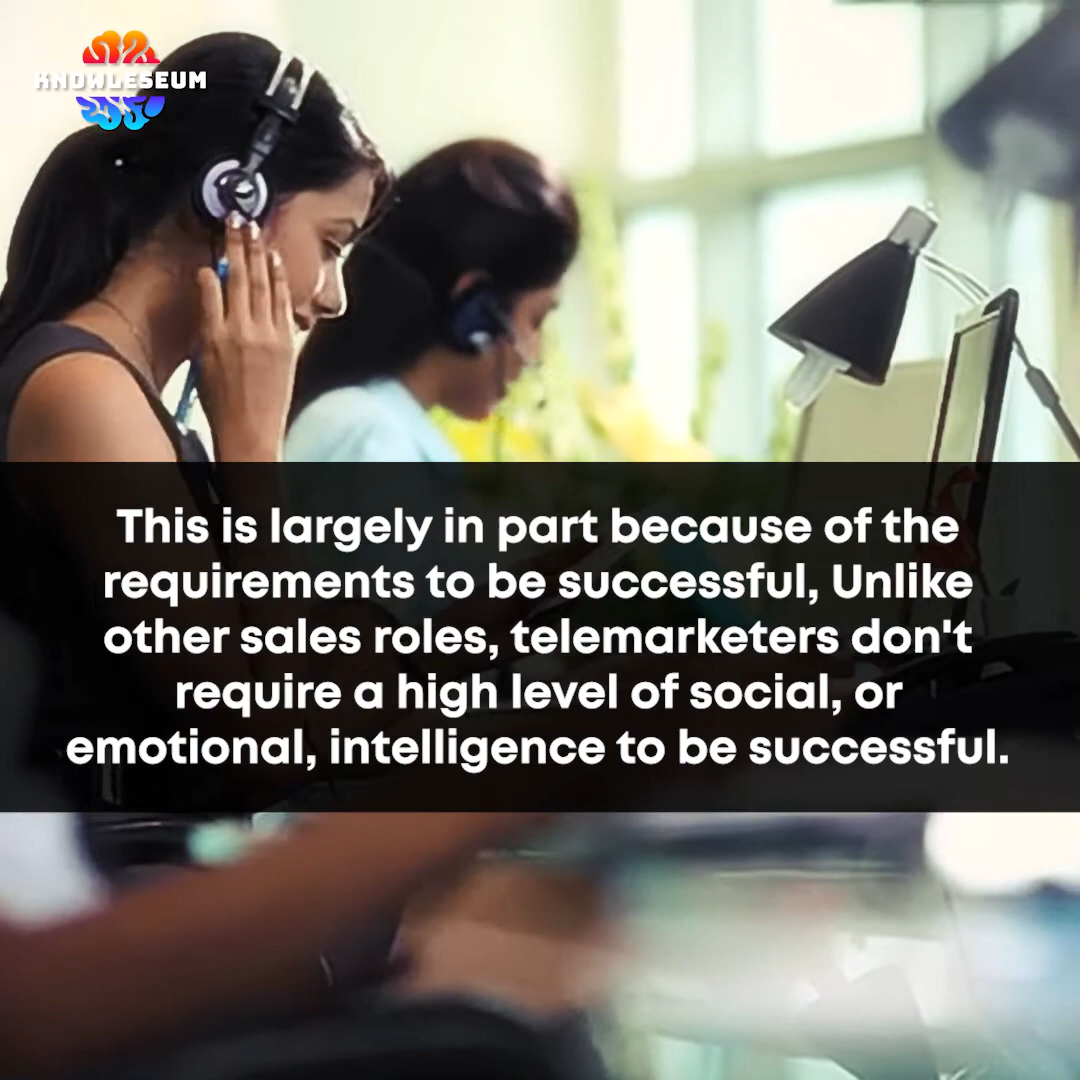 KNOWLESEUM
This is largely in part because of the
requirements to be successful, Unlike
other sales roles, telemarketers don't
require a high level of social, or
emotional, intelligence to be successful.